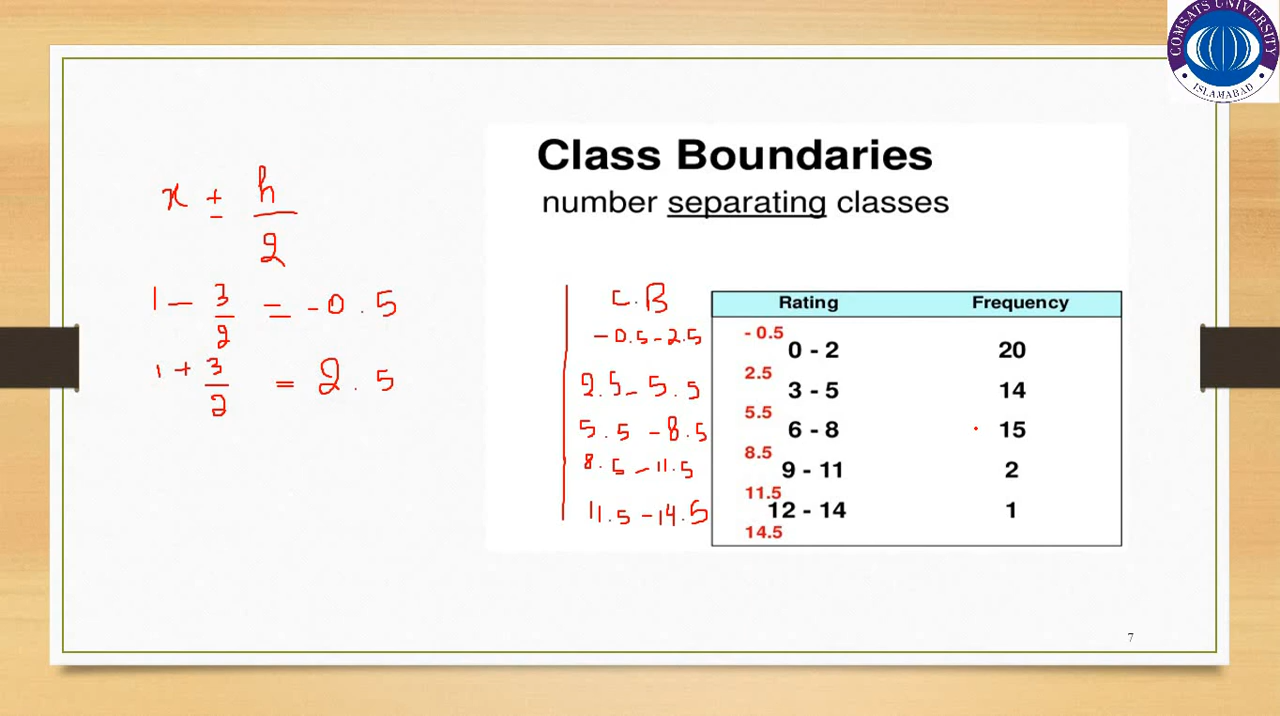 COMSATS UNIVERSITY
ISLAMABAD
Class Boundaries
number separating classes
x ± h/2
1 - 3/2 = -0.5
1 + 3/2 = 2.5
C.B
-0.5-2.5
2.5-5.5
5.5-8.5
8.5-11.5
11.5-14.5
Rating Frequency
- 0.5
0 - 2 20
2.5
3 - 5 14
5.5
6 - 8 15
8.5
9 - 11 2
11.5
12 - 14 1
14.5
7